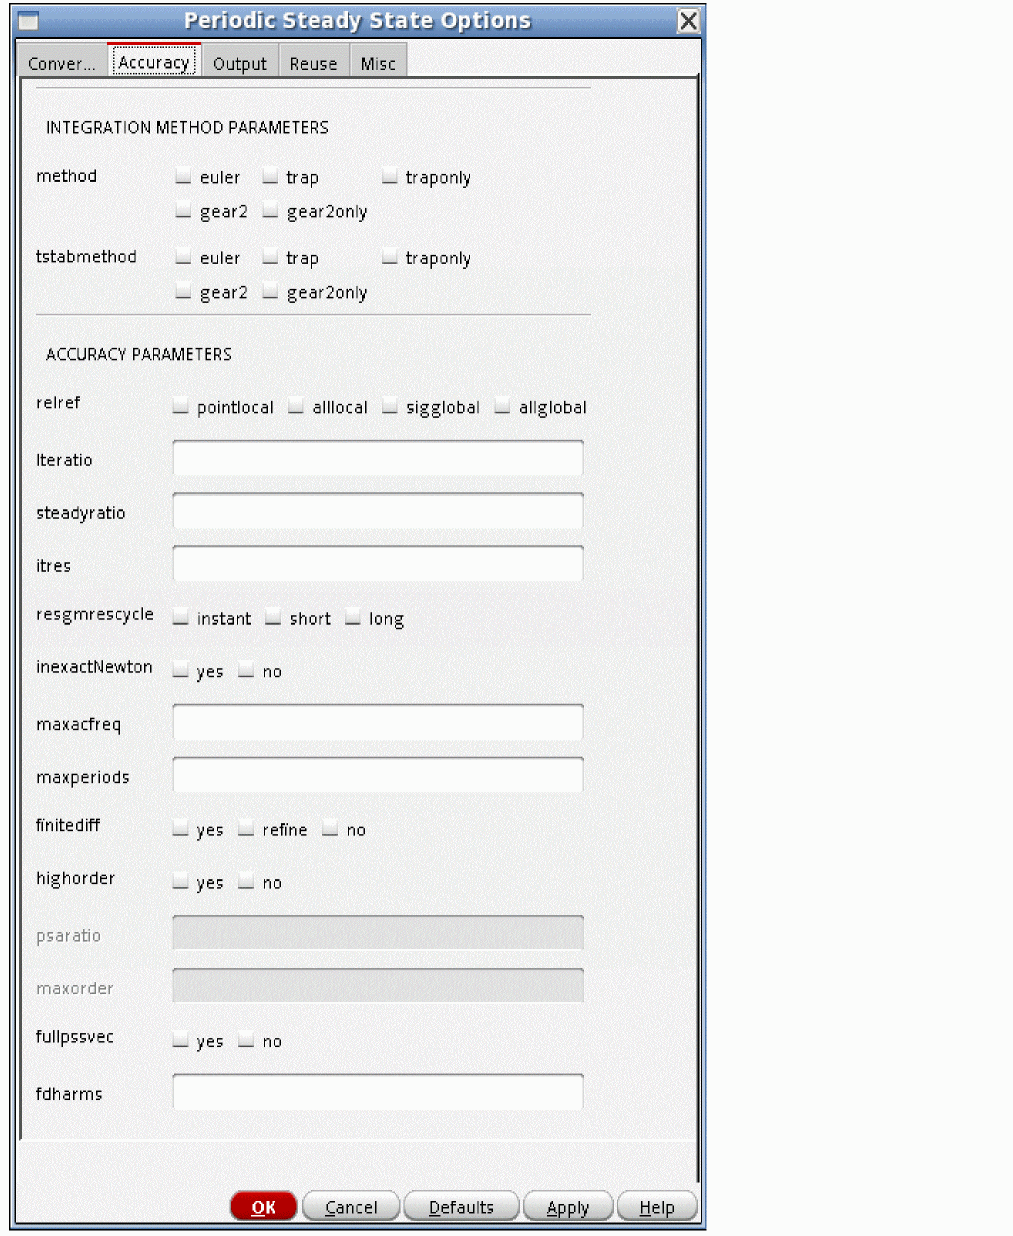 Periodic Steady State Options
Conver... Accuracy Output Reuse Misc
INTEGRATION METHOD PARAMETERS
method euler trap traponly
gear2 gear2only
tstabmethod euler trap traponly
gear2 gear2only
ACCURACY PARAMETERS
relref pointlocal alllocal sigglobal allglobal
lteratio
steadyratio
itres
resgmrescycle instant short long
inexactNewton yes no
maxacfreq
maxperiods
finitediff yes refine no
highorder yes no
psaratio
maxorder
fullpssvec yes no
fdharms
OK Cancel Defaults Apply Help